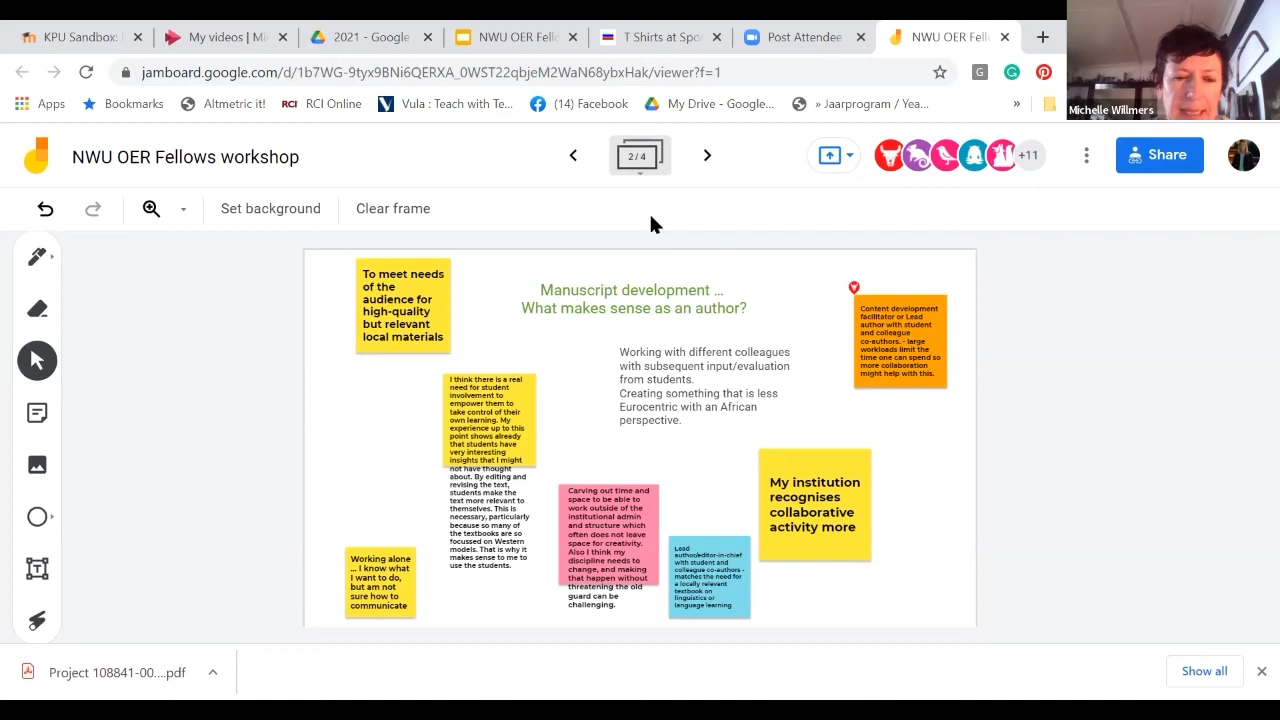 KPU Sandbox:
My videos | Mi
2021 - Google
NWU OER Fello
T Shirts at Spo
Post Attendee
NWU OER Fell
jamboard.google.com/d/1b7WG-9tyx9BNi6QERXA_0WST22qbjeM2WaN68ybxHak/viewer?f=1
Apps
Bookmarks
Altmetric it!
RCI
RCI Online
Vula : Teach with Te...
(14) Facebook
My Drive - Google...
» Jaarprogram / Yea...
»
Michelle Willmers
NWU OER Fellows workshop
2/4
+11
Share
Set background
Clear frame
To meet needs
of the
audience for
high-quality
but relevant
local materials
Manuscript development ...
What makes sense as an author?
Content development
facilitator or Lead
author with student
and colleague
co-authors. - large
workloads limit the
time one can spend so
more collaboration
might help with this.
Working with different colleagues
with subsequent input/evaluation
from students.
Creating something that is less
Eurocentric with an African
perspective.
I think there is a real
need for student
involvement to
empower them to
take control of their
own learning. My
experience up to this
point shows already
that students have
very interesting
insights that I might
not have thought
about. By editing and
revising the text,
students make the
text more relevant to
themselves. This is
necessary, particularly
because so many of
the textbooks are so
focussed on Western
models. That is why it
makes sense to me to
use the students.
My institution
recognises
collaborative
activity more
Carving out time and
space to be able to
work outside of the
institutional admin
and structure which
often does not leave
space for creativity.
Also I think my
discipline needs to
change, and making
that happen without
threatening the old
guard can be
challenging.
Lead
author/editor-in-chief
with student and
colleague co-authors -
matches the need for
a locally relevant
textbook on
linguistics or
language learning
Working alone
... I know what
I want to do,
but am not
sure how to
communicate
Project 108841-00....pdf
Show all